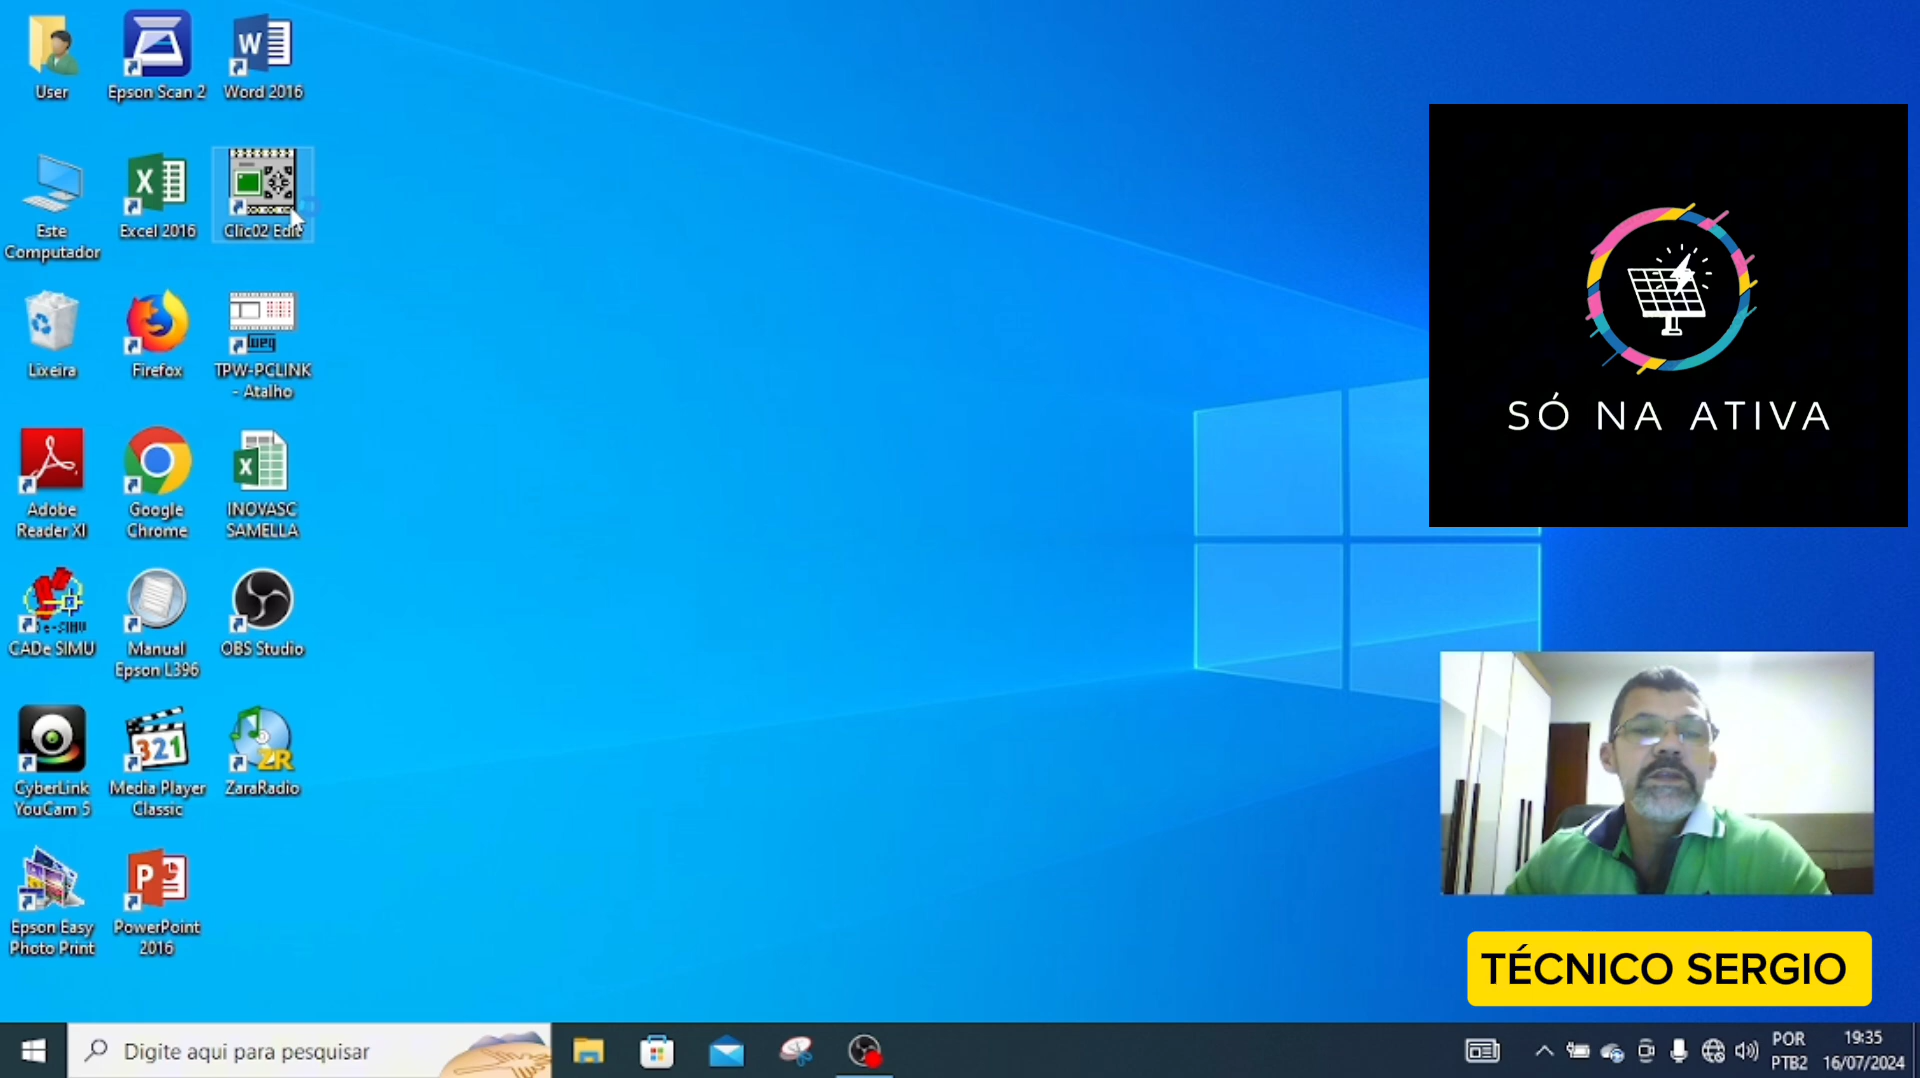 User
Epson Scan 2
Word 2016
Este
Computador
Excel 2016
Clic02 Edit
Lixeira
Firefox
weg
TPW-PCLINK
- Atalho
Adobe
Reader XI
Google
Chrome
INOVASC
SAMELLA
CADe SIMU
Manual
Epson L396
OBS Studio
CyberLink
YouCam 5
321
Media Player
Classic
ZR
ZaraRadio
Epson Easy
Photo Print
PowerPoint
2016
SÓ NA ATIVA
TÉCNICO SERGIO
Digite aqui para pesquisar
POR
PTB2
19:35
16/07/2024